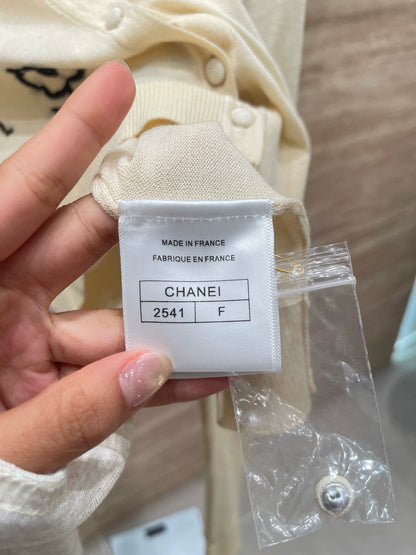 MADE IN FRANCE
FABRIQUE EN FRANCE
CHANEI
2541 F